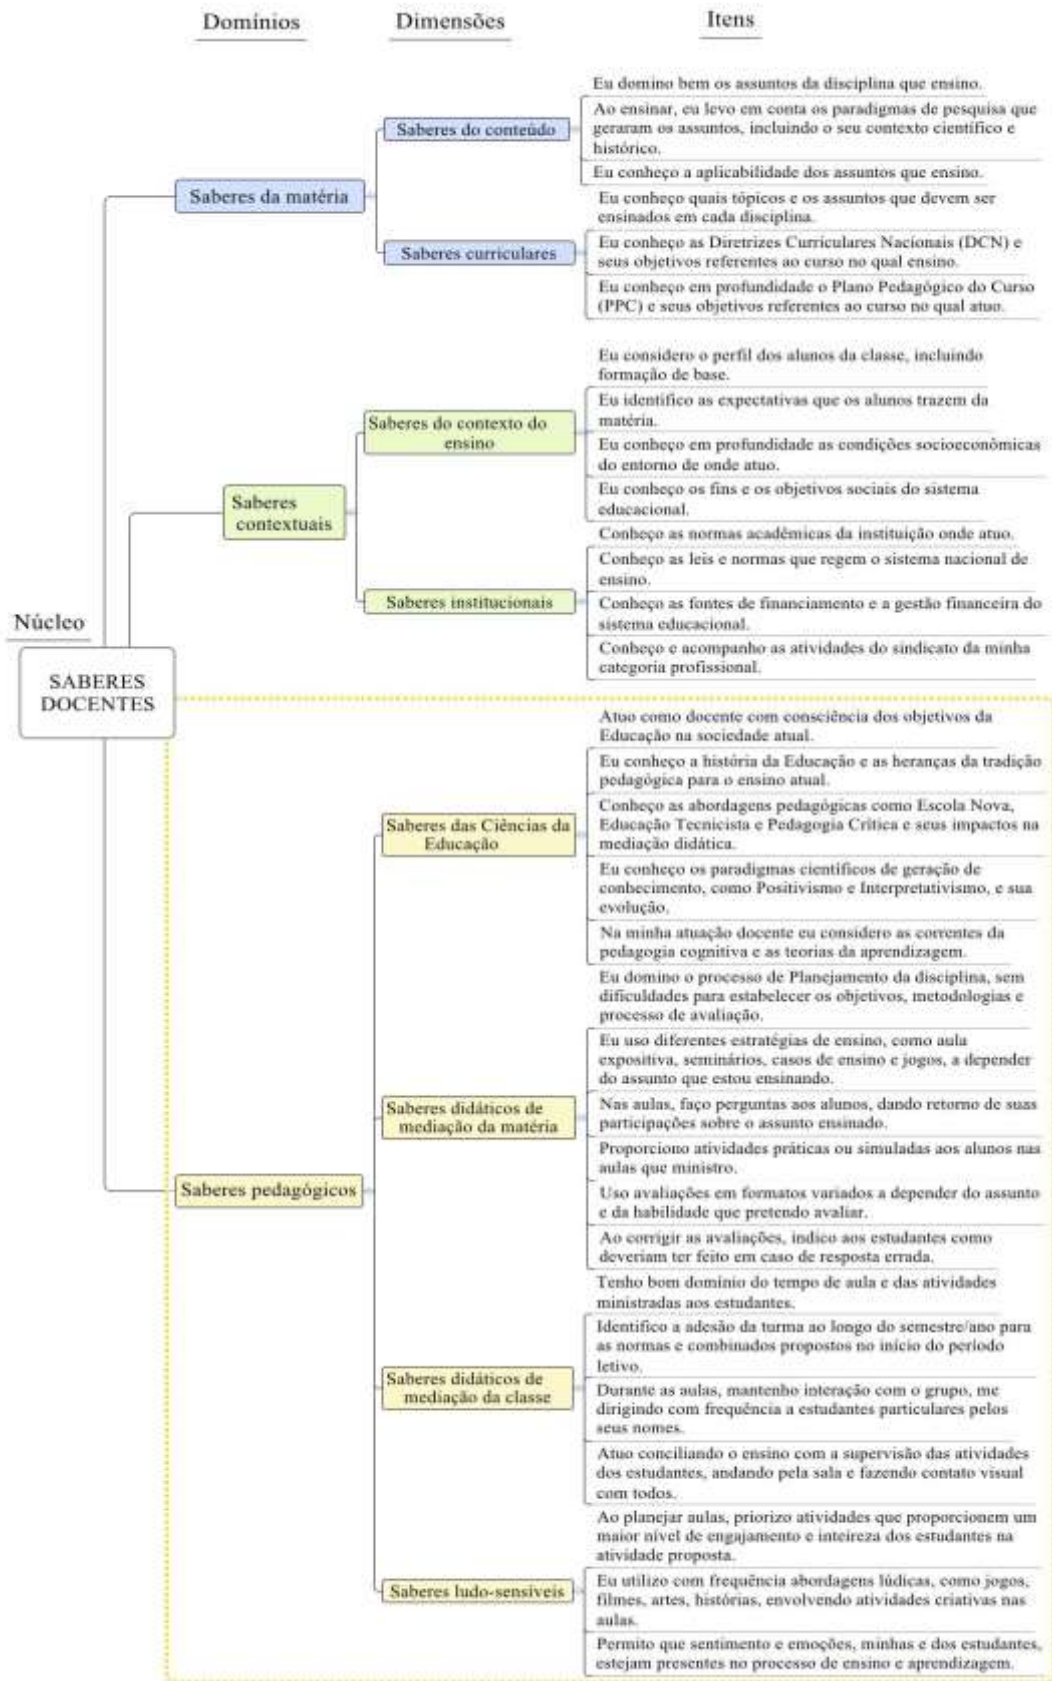 Domínios
Dimensões
Itens
Núcleo
SABERES
DOCENTES
Saberes da matéria
Saberes do conteúdo
Eu domino bem os assuntos da disciplina que ensino.
Ao ensinar, eu levo em conta os paradigmas de pesquisa que
geraram os assuntos, incluindo o seu contexto científico e
histórico.
Eu conheço a aplicabilidade dos assuntos que ensino.
Saberes curriculares
Eu conheço quais tópicos e os assuntos que devem ser
ensinados em cada disciplina.
Eu conheço as Diretrizes Curriculares Nacionais (DCN) e
seus objetivos referentes ao curso no qual ensino.
Eu conheço em profundidade o Plano Pedagógico do Curso
(PPC) e seus objetivos referentes ao curso no qual atuo.
Saberes
contextuais
Saberes do contexto do
ensino
Eu considero o perfil dos alunos da classe, incluindo
formação de base.
Eu identifico as expectativas que os alunos trazem da
matéria.
Eu conheço em profundidade as condições socioeconômicas
do entorno de onde atuo.
Eu conheço os fins e os objetivos sociais do sistema
educacional.
Saberes institucionais
Conheço as normas acadêmicas da instituição onde atuo.
Conheço as leis e normas que regem o sistema nacional de
ensino.
Conheço as fontes de financiamento e a gestão financeira do
sistema educacional.
Conheço e acompanho as atividades do sindicato da minha
categoria profissional.
Saberes pedagógicos
Saberes das Ciências da
Educação
Atuo como docente com consciência dos objetivos da
Educação na sociedade atual.
Eu conheço a história da Educação e as heranças da tradição
pedagógica para o ensino atual.
Conheço as abordagens pedagógicas como Escola Nova,
Educação Tecnicista e Pedagogia Crítica e seus impactos na
mediação didática.
Eu conheço os paradigmas científicos de geração de
conhecimento, como Positivismo e Interpretativismo, e sua
evolução.
Na minha atuação docente eu considero as correntes da
pedagogia cognitiva e as teorias da aprendizagem.
Saberes didáticos de
mediação da matéria
Eu domino o processo de Planejamento da disciplina, sem
dificuldades para estabelecer os objetivos, metodologias e
processo de avaliação.
Eu uso diferentes estratégias de ensino, como aula
expositiva, seminários, casos de ensino e jogos, a depender
do assunto que estou ensinando.
Nas aulas, faço perguntas aos alunos, dando retorno de suas
participações sobre o assunto ensinado.
Proporciono atividades práticas ou simuladas aos alunos nas
aulas que ministro.
Uso avaliações em formatos variados a depender do assunto
e da habilidade que pretendo avaliar.
Ao corrigir as avaliações, indico aos estudantes como
deveriam ter feito em caso de resposta errada.
Saberes didáticos de
mediação da classe
Tenho bom domínio do tempo de aula e das atividades
ministradas aos estudantes.
Identifico a adesão da turma ao longo do semestre/ano para
as normas e combinados propostos no início do período
letivo.
Durante as aulas, mantenho interação com o grupo, me
dirigindo com frequência a estudantes particulares pelos
seus nomes.
Atuo conciliando o ensino com a supervisão das atividades
dos estudantes, andando pela sala e fazendo contato visual
com todos.
Saberes ludo-sensíveis
Ao planejar aulas, priorizo atividades que proporcionem um
maior nível de engajamento e inteireza dos estudantes na
atividade proposta.
Eu utilizo com frequência abordagens lúdicas, como jogos,
filmes, artes, histórias, envolvendo atividades criativas nas
aulas.
Permito que sentimento e emoções, minhas e dos estudantes,
estejam presentes no processo de ensino e aprendizagem.